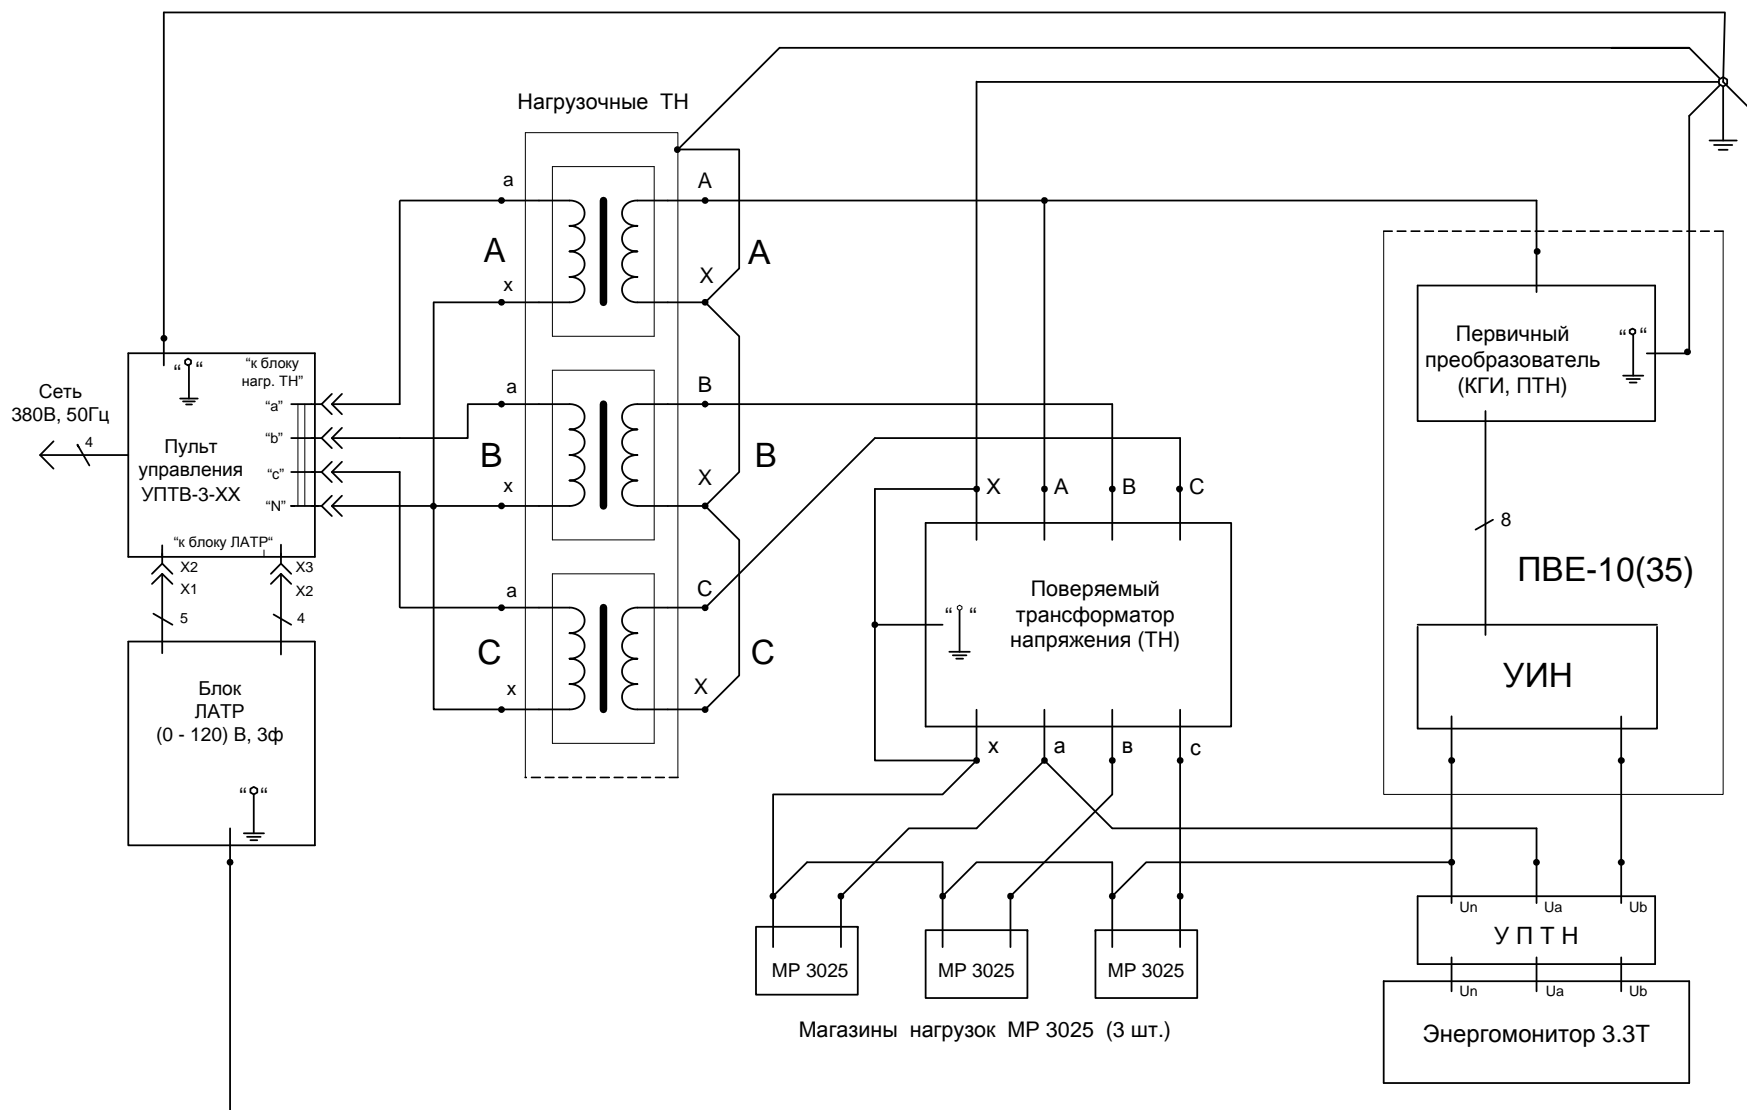 Нагрузочные ТН
a
A
A
A
x
X
Сеть
380В, 50Гц
4
“ “
“к блоку
нагр. ТН”
“a”
“b”
“c”
“N”
Пульт
управления
УПТВ-3-ХХ
“к блоку ЛАТР“
X2
X1
X3
X2
5
4
Блок
ЛАТР
(0 - 120) В, 3ф
“ “
a
B
B
B
x
X
a
C
C
C
x
X
X
A
B
C
Поверяемый
трансформатор
напряжения (ТН)
“ “
x
a
в
c
Первичный
преобразователь
(КГИ, ПТН)
“ “
8
ПВЕ-10(35)
УИН
Un
Ua
Ub
У П Т Н
Un
Ua
Ub
Энергомонитор 3.3Т
МР 3025
МР 3025
МР 3025
Магазины нагрузок МР 3025 (3 шт.)